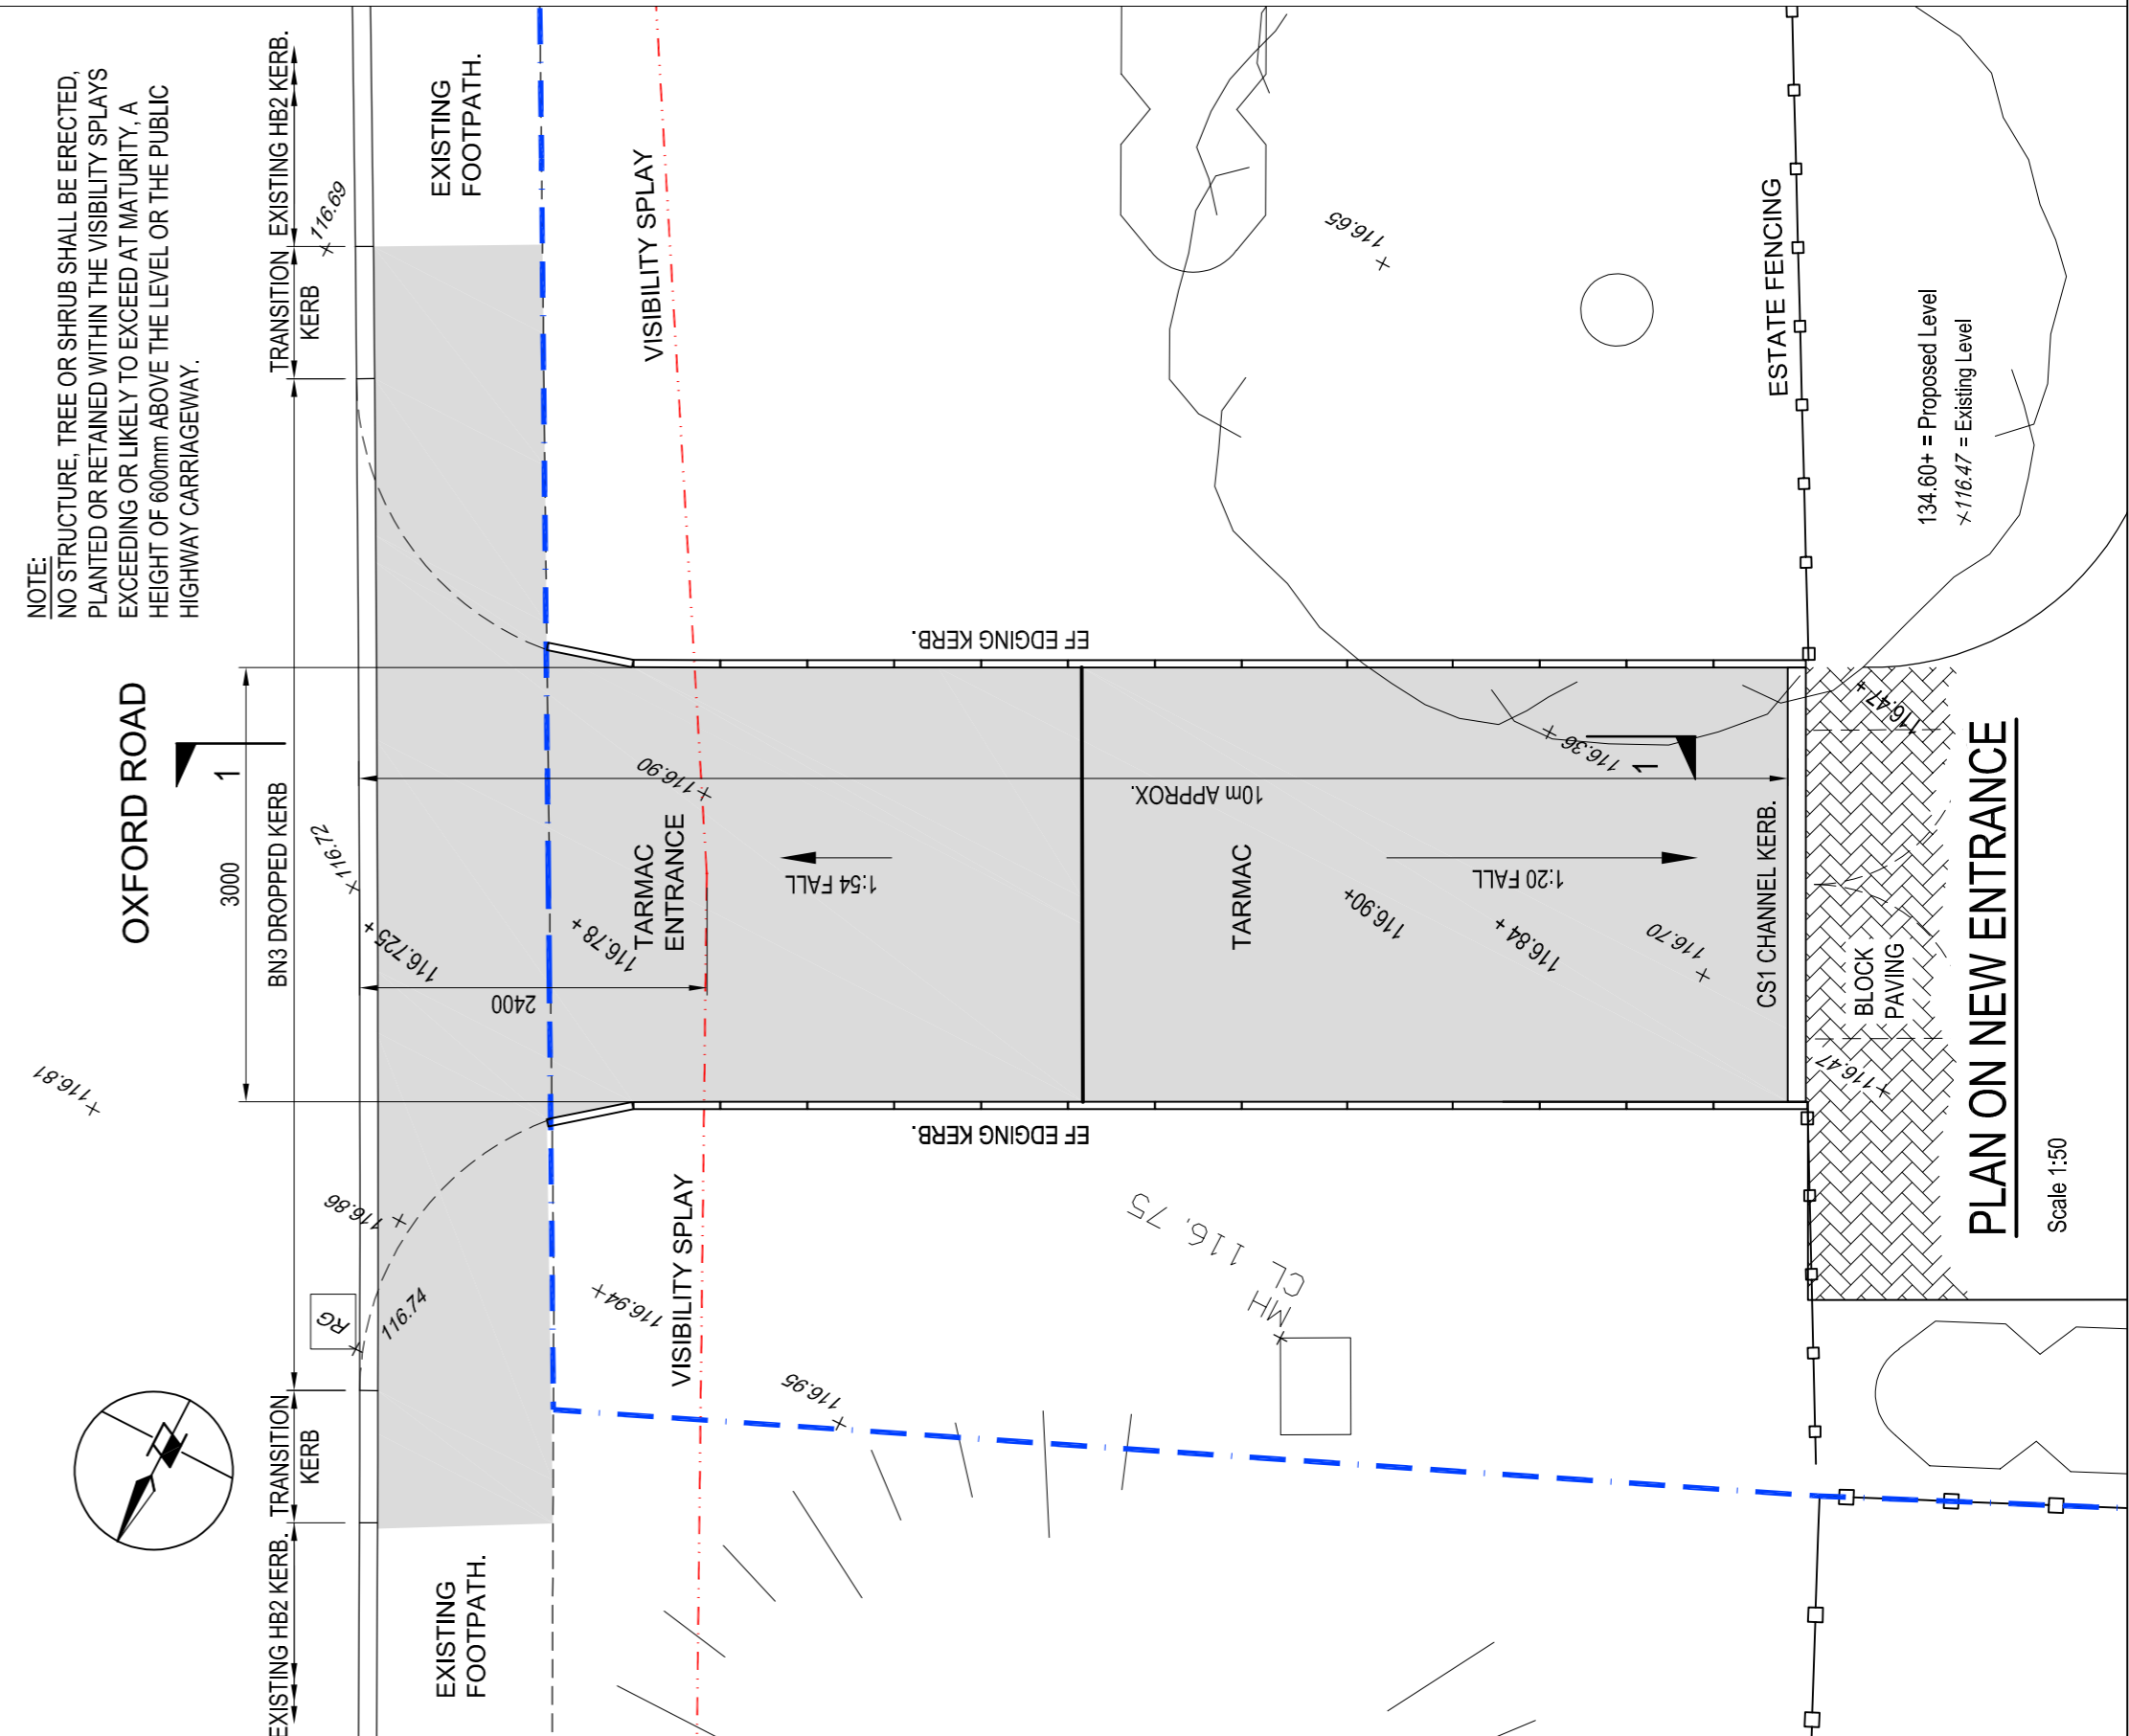 NOTE:
NO STRUCTURE, TREE OR SHRUB SHALL BE ERECTED,
PLANTED OR RETAINED WITHIN THE VISIBILITY SPLAYS
EXCEEDING OR LIKELY TO EXCEED AT MATURITY, A
HEIGHT OF 600mm ABOVE THE LEVEL OR THE PUBLIC
HIGHWAY CARRIAGEWAY.
OXFORD ROAD
1
3000
BN3 DROPPED KERB
EXISTING HB2 KERB.
TRANSITION
KERB
TRANSITION
KERB
EXISTING HB2 KERB.
+ 116.69
+116.72
116.725+
+116.81
116.86 +
RG
+ 116.74
EXISTING
FOOTPATH.
EXISTING
FOOTPATH.
VISIBILITY SPLAY
VISIBILITY SPLAY
2400
116.78+
+116.90
TARMAC
ENTRANCE
1:54 FALL
116.94+
116.95 +
EF EDGING KERB.
EF EDGING KERB.
10m APPROX.
TARMAC
1:20 FALL
116.90+
116.84+
116.70 +
116.36 +
1
MH
CL 116.75
116.65 +
CS1 CHANNEL KERB.
ESTATE FENCING
BLOCK
PAVING
116.47+
116.47+
134.60+ = Proposed Level
+116.47 = Existing Level
PLAN ON NEW ENTRANCE
Scale 1:50